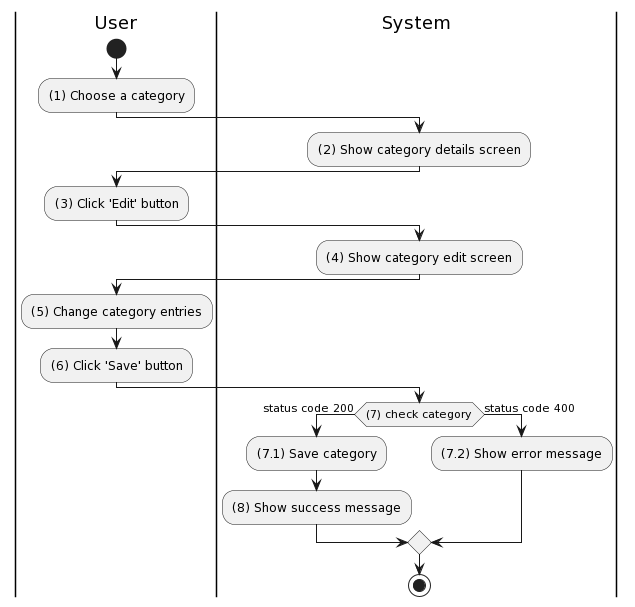 User
System
(1) Choose a category
(2) Show category details screen
(3) Click 'Edit' button
(4) Show category edit screen
(5) Change category entries
(6) Click 'Save' button
status code 200
(7) check category
status code 400
(7.1) Save category
(7.2) Show error message
(8) Show success message